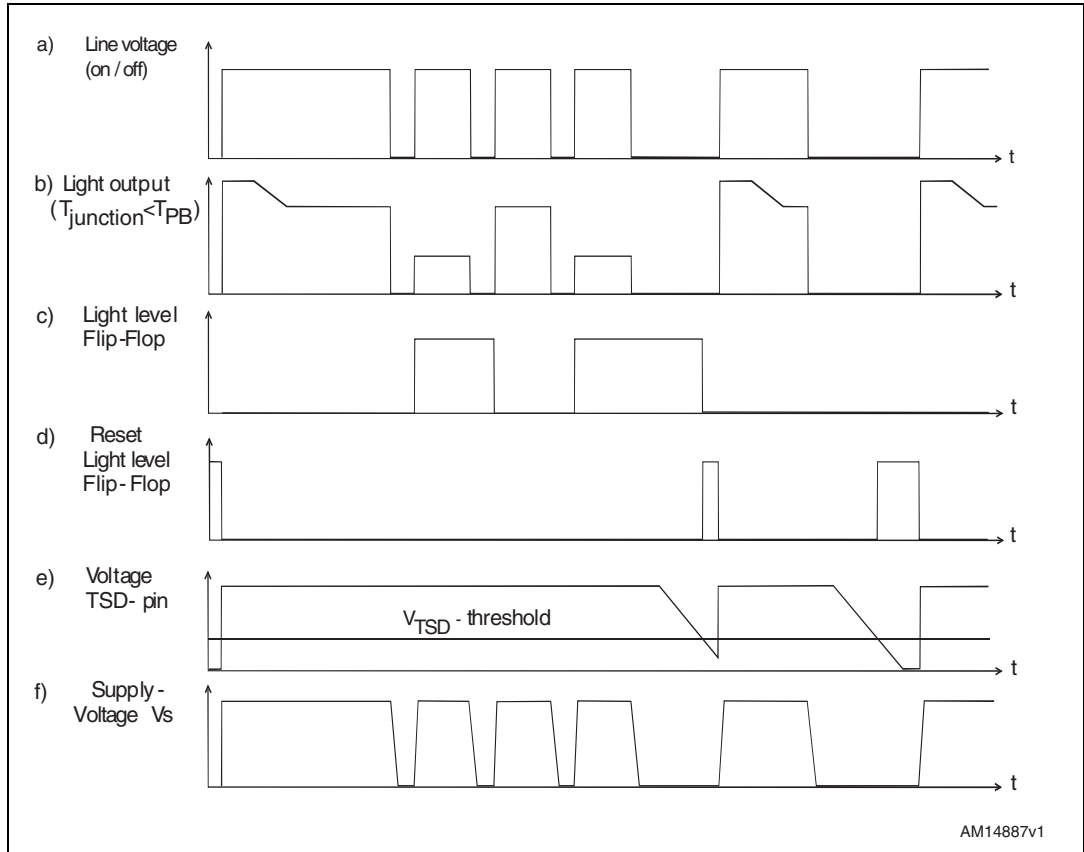 a) Line voltage
(on / off)
t
b) Light output
(Tjunction<TPB)
t
c) Light level
Flip-Flop
t
d) Reset
Light level
Flip- Flop
t
e) Voltage
TSD- pin
VTSD - threshold
t
f) Supply -
Voltage Vs
t
AM14887v1